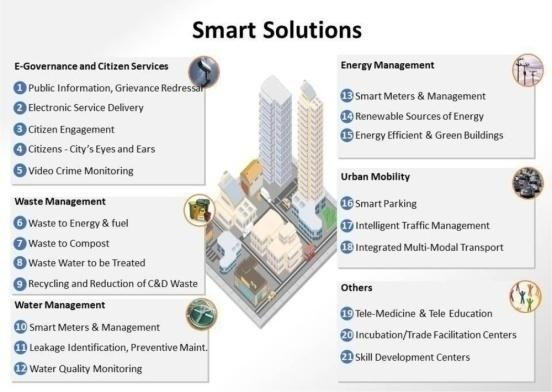 Smart Solutions
E-Governance and Citizen Services
1 Public Information, Grievance Redressal
2 Electronic Service Delivery
3 Citizen Engagement
4 Citizens - City's Eyes and Ears
5 Video Crime Monitoring
Waste Management
6 Waste to Energy & fuel
7 Waste to Compost
8 Waste Water to be Treated
9 Recycling and Reduction of C&D Waste
Water Management
10 Smart Meters & Management
11 Leakage Identification, Preventive Maint.
12 Water Quality Monitoring
Energy Management
13 Smart Meters & Management
14 Renewable Sources of Energy
15 Energy Efficient & Green Buildings
Urban Mobility
16 Smart Parking
17 Intelligent Traffic Management
18 Integrated Multi-Modal Transport
Others
19 Tele-Medicine & Tele Education
20 Incubation/Trade Facilitation Centers
21 Skill Development Centers